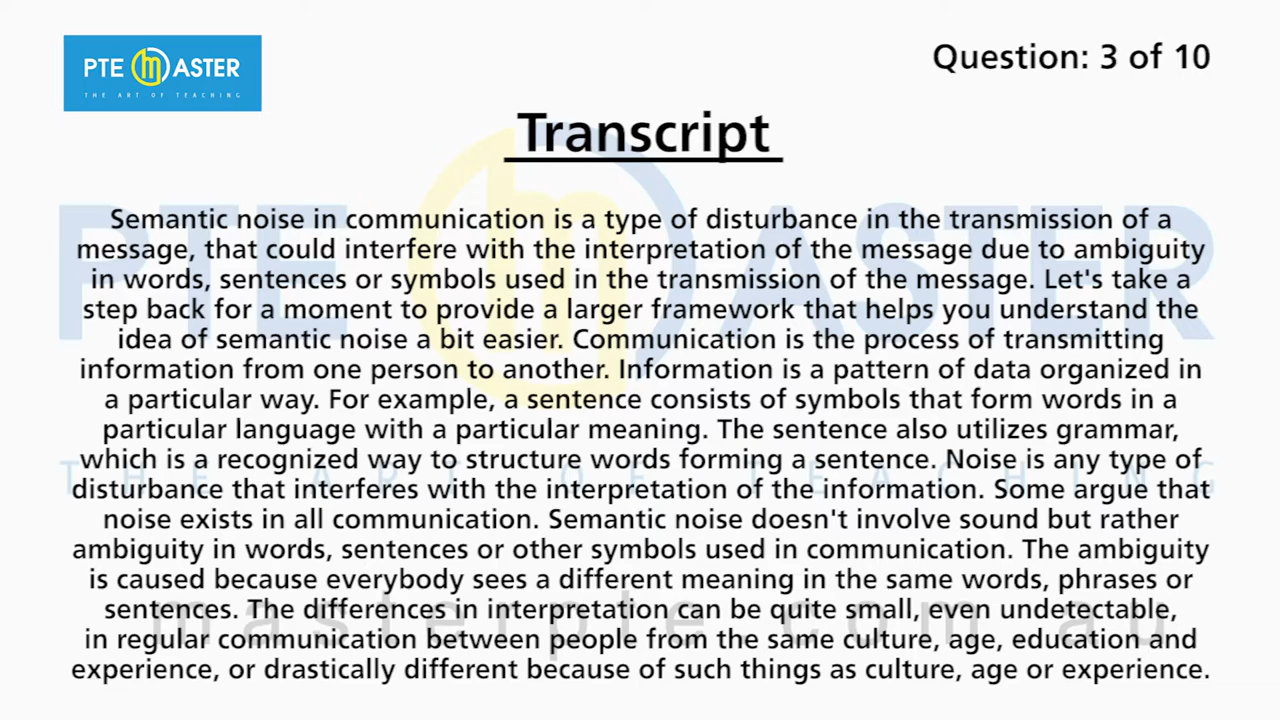 PTE MASTER
THE ART OF TEACHING
Question: 3 of 10
Transcript
Semantic noise in communication is a type of disturbance in the transmission of a
message, that could interfere with the interpretation of the message due to ambiguity
in words, sentences or symbols used in the transmission of the message. Let's take a
step back for a moment to provide a larger framework that helps you understand the
idea of semantic noise a bit easier. Communication is the process of transmitting
information from one person to another. Information is a pattern of data organized in
a particular way. For example, a sentence consists of symbols that form words in a
particular language with a particular meaning. The sentence also utilizes grammar,
which is a recognized way to structure words forming a sentence. Noise is any type of
disturbance that interferes with the interpretation of the information. Some argue that
noise exists in all communication. Semantic noise doesn't involve sound but rather
ambiguity in words, sentences or other symbols used in communication. The ambiguity
is caused because everybody sees a different meaning in the same words, phrases or
sentences. The differences in interpretation can be quite small, even undetectable,
in regular communication between people from the same culture, age, education and
experience, or drastically different because of such things as culture, age or experience.
PTE MASTER
THE ART OF TEACHING